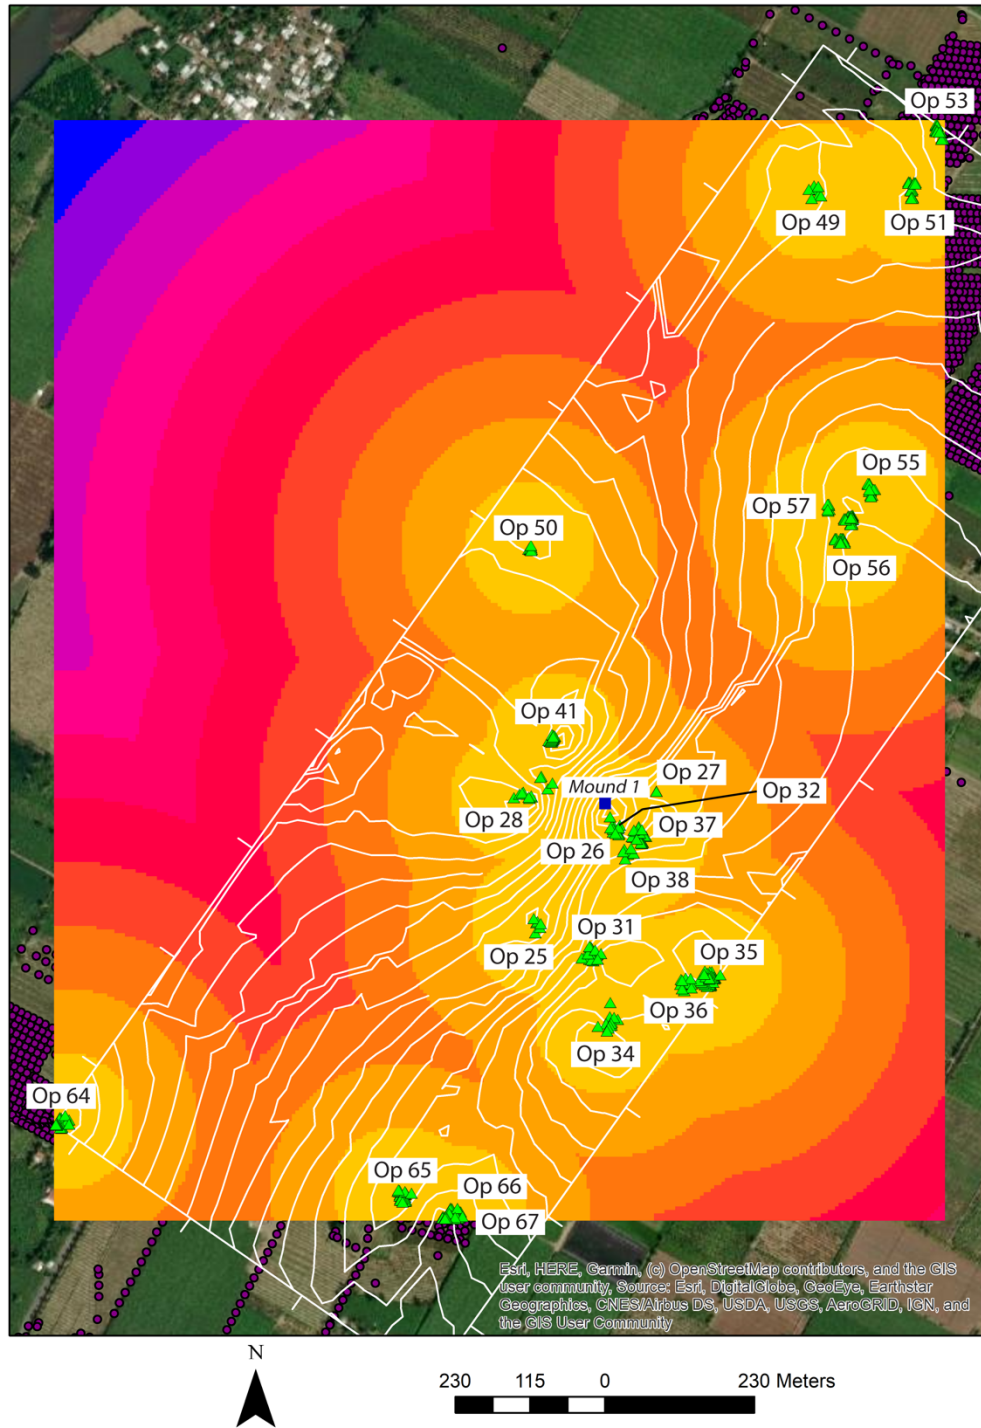 Op 53
Op 49
Op 51
Op 55
Op 57
Op 50
Op 56
Op 41
Op 27
Mound 1
Op 32
Op 28
Op 37
Op 26
Op 38
Op 31
Op 25
Op 35
Op 36
Op 34
Op 64
Op 65
Op 66
Op 67
Esri, HERE, Garmin, (c) OpenStreetMap contributors, and the GIS
user community, Source: Esri, DigitalGlobe, GeoEye, Earthstar
Geographics, CNES/Airbus DS, USDA, USGS, AeroGRID, IGN, and
the GIS User Community
N
230 115 0 230 Meters